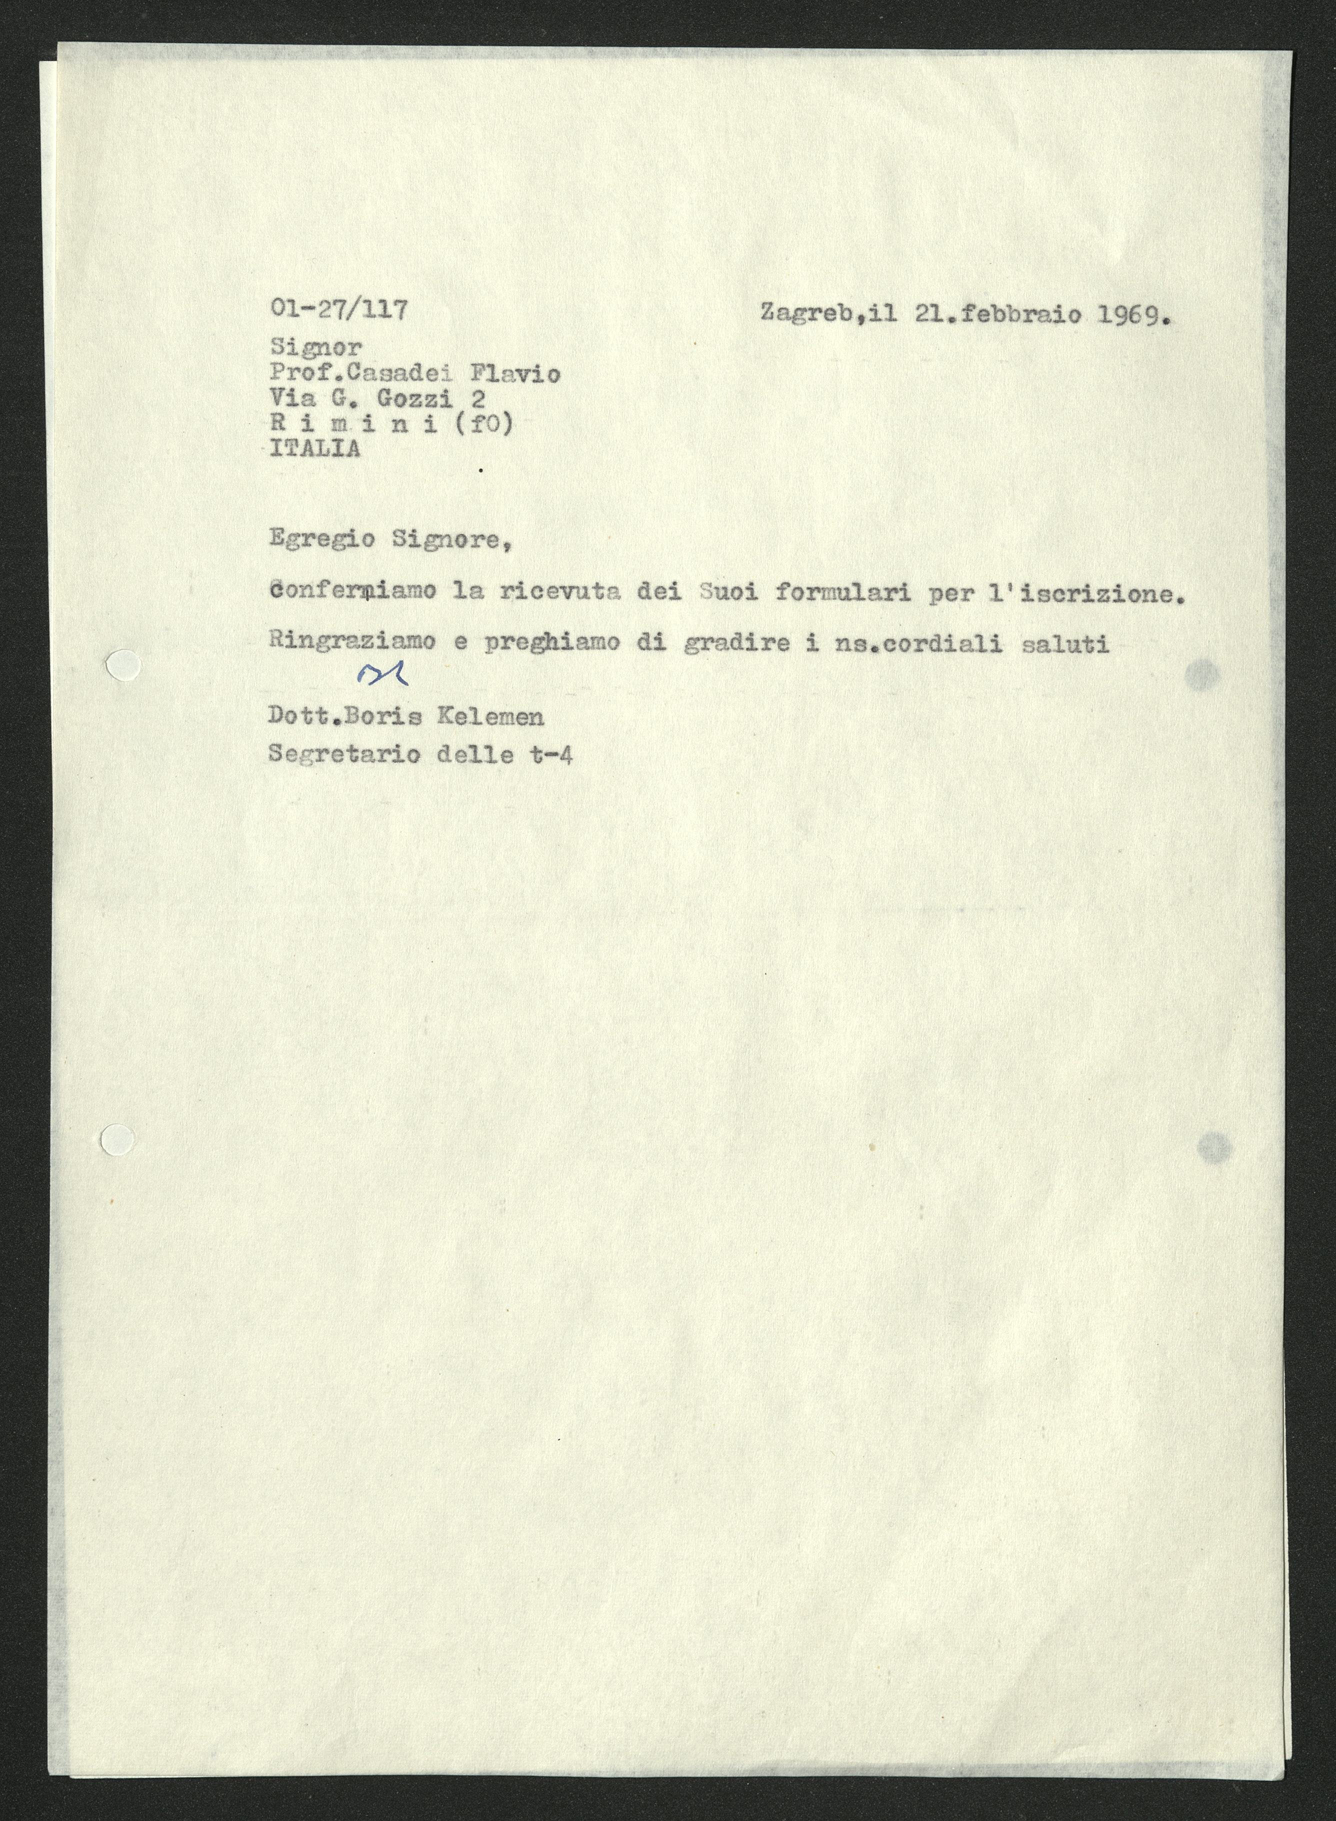 01-27/117
Zagreb,il 21.febbraio 1969.
Signor
Prof.Casadei Flavio
Via G. Gozzi 2
R i m i n i (fO)
ITALIA
Egregio Signore,
Confermiamo la ricevuta dei Suoi formulari per l'iscrizione.
Ringraziamo e preghiamo di gradire i ns.cordiali saluti
Dott.Boris Kelemen
Segretario delle t-4